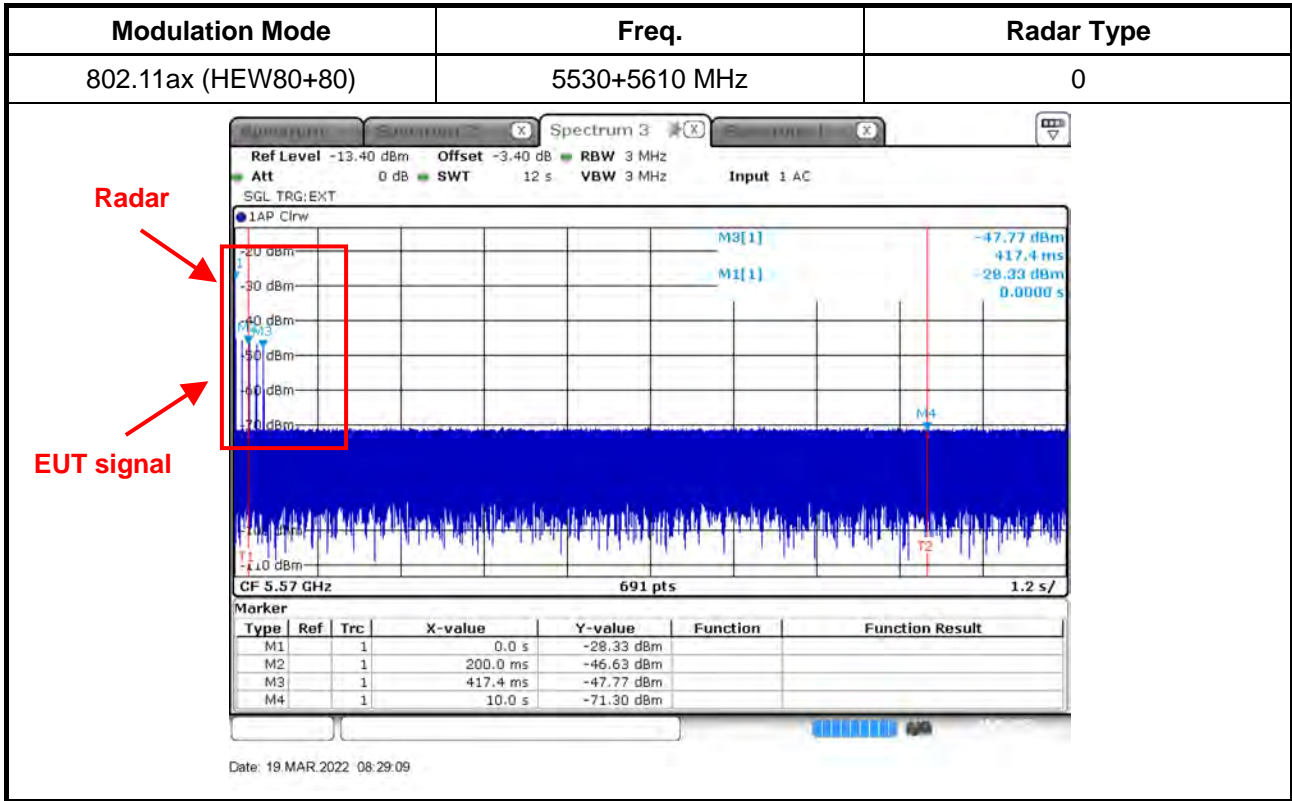 Modulation Mode Freq. Radar Type
802.11ax (HEW80+80) 5530+5610 MHz 0
Spectrum 3
Ref Level -13.40 dBm Offset -3.40 dB RBW 3 MHz
Att 0 dB SWT 12 s VBW 3 MHz Input 1 AC
SGL TRG:EXT
1AP Clrw
Radar
EUT signal
M3[1] -47.77 dBm
417.4 ms
M1[1] -28.33 dBm
0.0000 s
-20 dBm
-30 dBm
-40 dBm
M3
-50 dBm
-60 dBm
M4
-70 dBm
T1
T2
-110 dBm
CF 5.57 GHz 691 pts 1.2 s/
Marker
Type Ref Trc X-value Y-value Function Function Result
M1 1 0.0 s -28.33 dBm
M2 1 200.0 ms -46.63 dBm
M3 1 417.4 ms -47.77 dBm
M4 1 10.0 s -71.30 dBm
Date: 19.MAR.2022 08:29:09